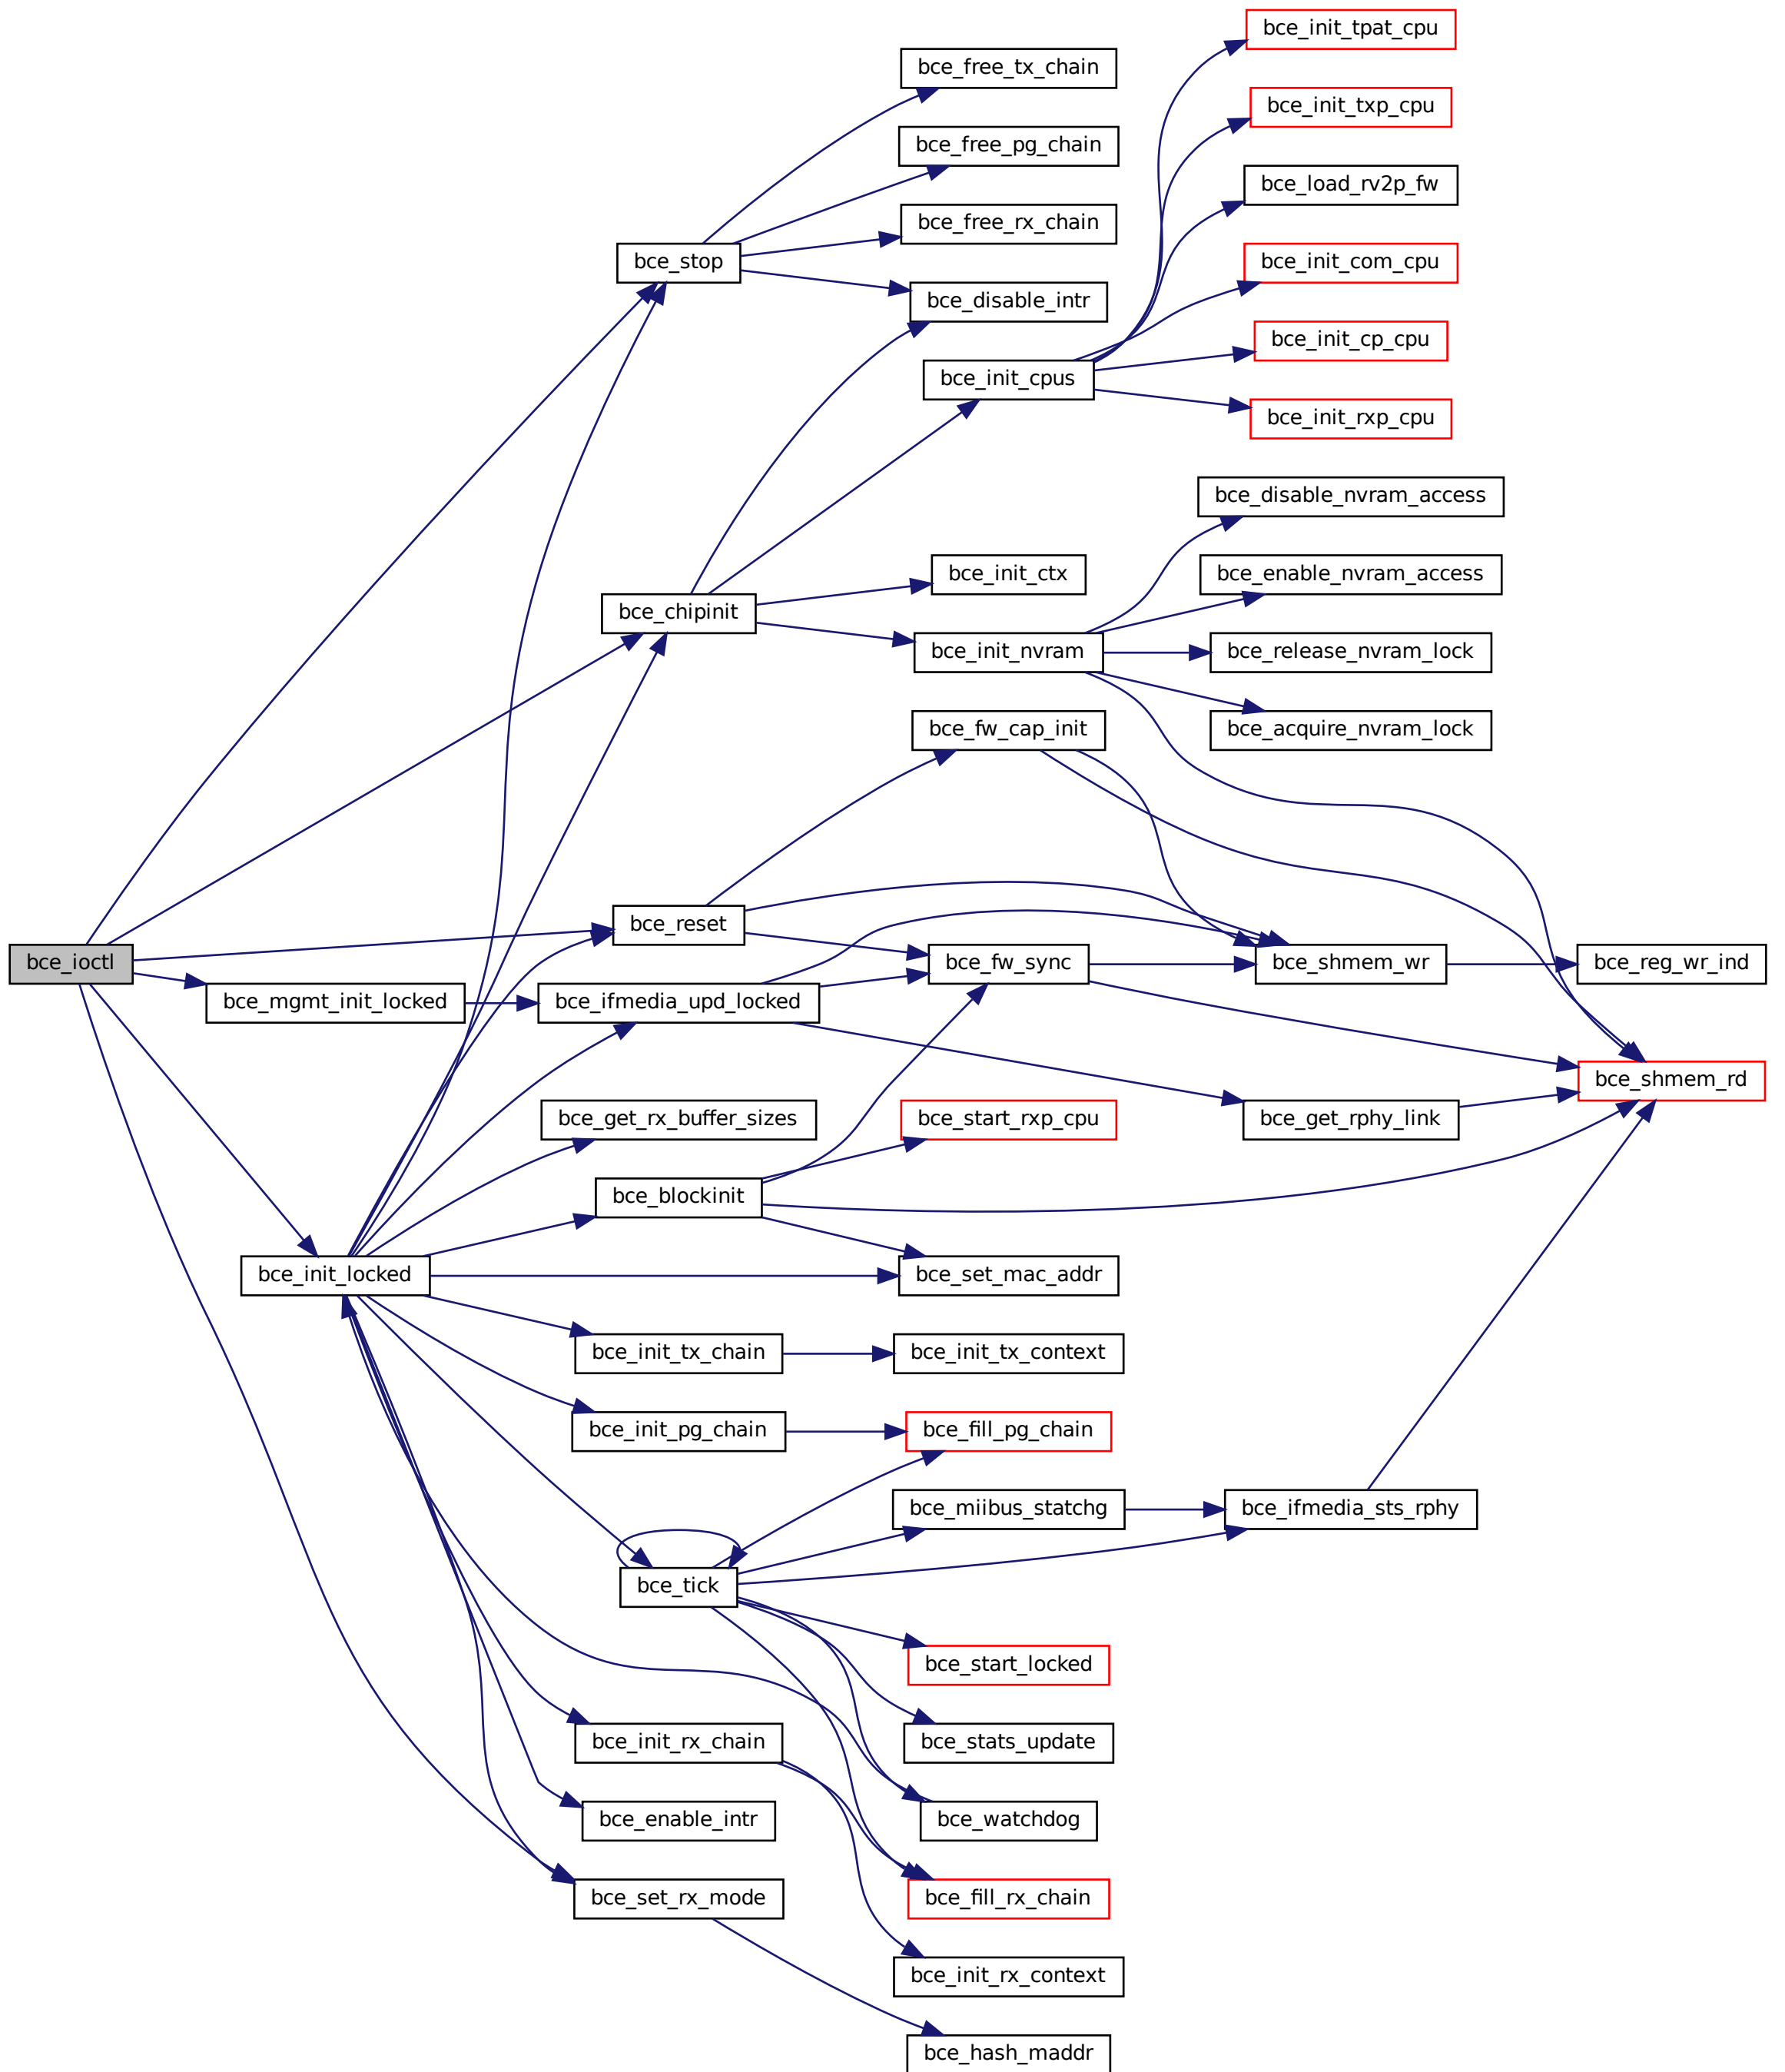 bce_init_tpat_cpu
bce_free_tx_chain
bce_init_txp_cpu
bce_free_pg_chain
bce_load_rv2p_fw
bce_free_rx_chain
bce_stop
bce_init_com_cpu
bce_disable_intr
bce_init_cp_cpu
bce_init_cpus
bce_init_rxp_cpu
bce_disable_nvram_access
bce_init_ctx
bce_enable_nvram_access
bce_chipinit
bce_init_nvram
bce_release_nvram_lock
bce_fw_cap_init
bce_acquire_nvram_lock
bce_reset
bce_ioctl
bce_fw_sync
bce_shmem_wr
bce_reg_wr_ind
bce_mgmt_init_locked
bce_ifmedia_upd_locked
bce_shmem_rd
bce_get_rx_buffer_sizes
bce_start_rxp_cpu
bce_get_rphy_link
bce_blockinit
bce_init_locked
bce_set_mac_addr
bce_init_tx_chain
bce_init_tx_context
bce_init_pg_chain
bce_fill_pg_chain
bce_miibus_statchg
bce_ifmedia_sts_rphy
bce_tick
bce_start_locked
bce_init_rx_chain
bce_stats_update
bce_enable_intr
bce_watchdog
bce_set_rx_mode
bce_fill_rx_chain
bce_init_rx_context
bce_hash_maddr